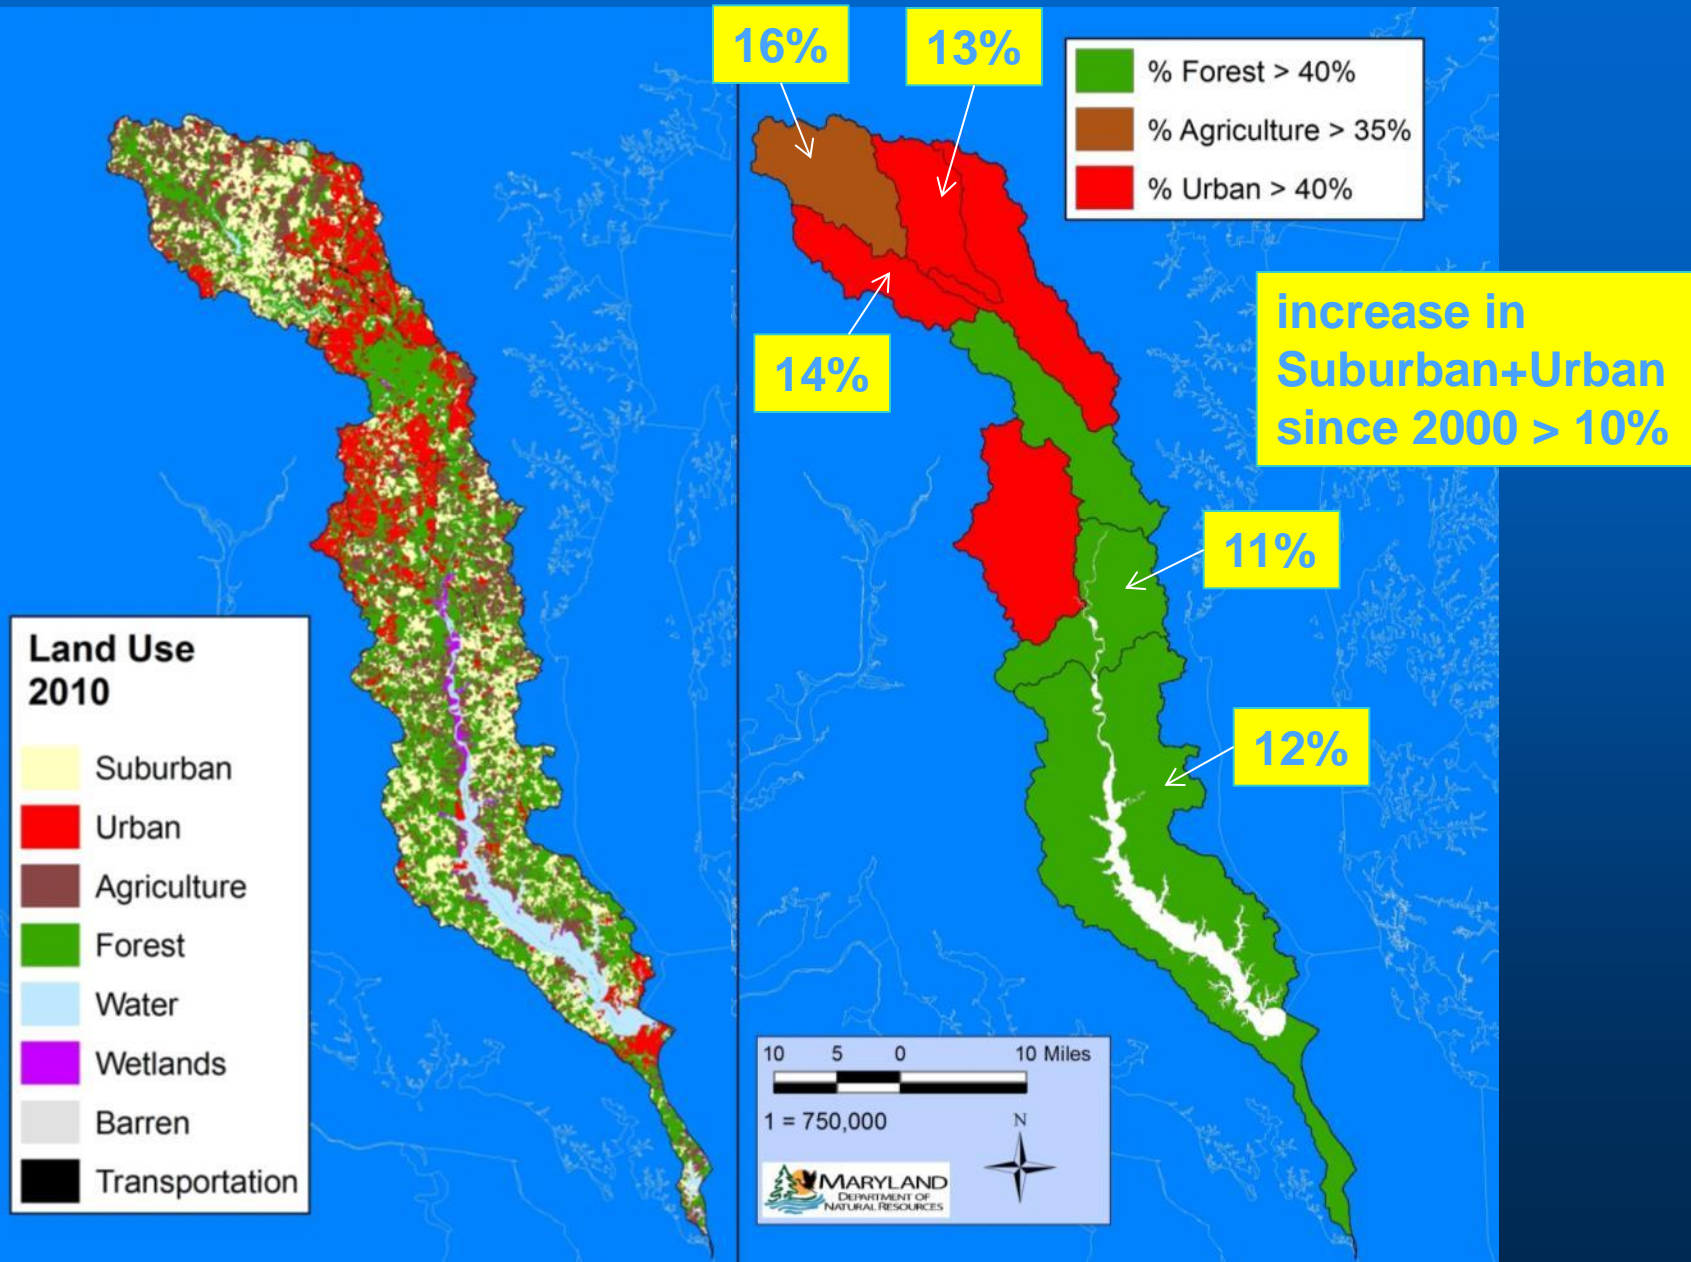 16%
13%
% Forest > 40%
% Agriculture > 35%
% Urban > 40%
increase in
Suburban+Urban
since 2000 > 10%
14%
11%
12%
Land Use
2010
Suburban
Urban
Agriculture
Forest
Water
Wetlands
Barren
Transportation
10 5 0 10 Miles
1 = 750,000
N
MARYLAND
DEPARTMENT OF
NATURAL RESOURCES